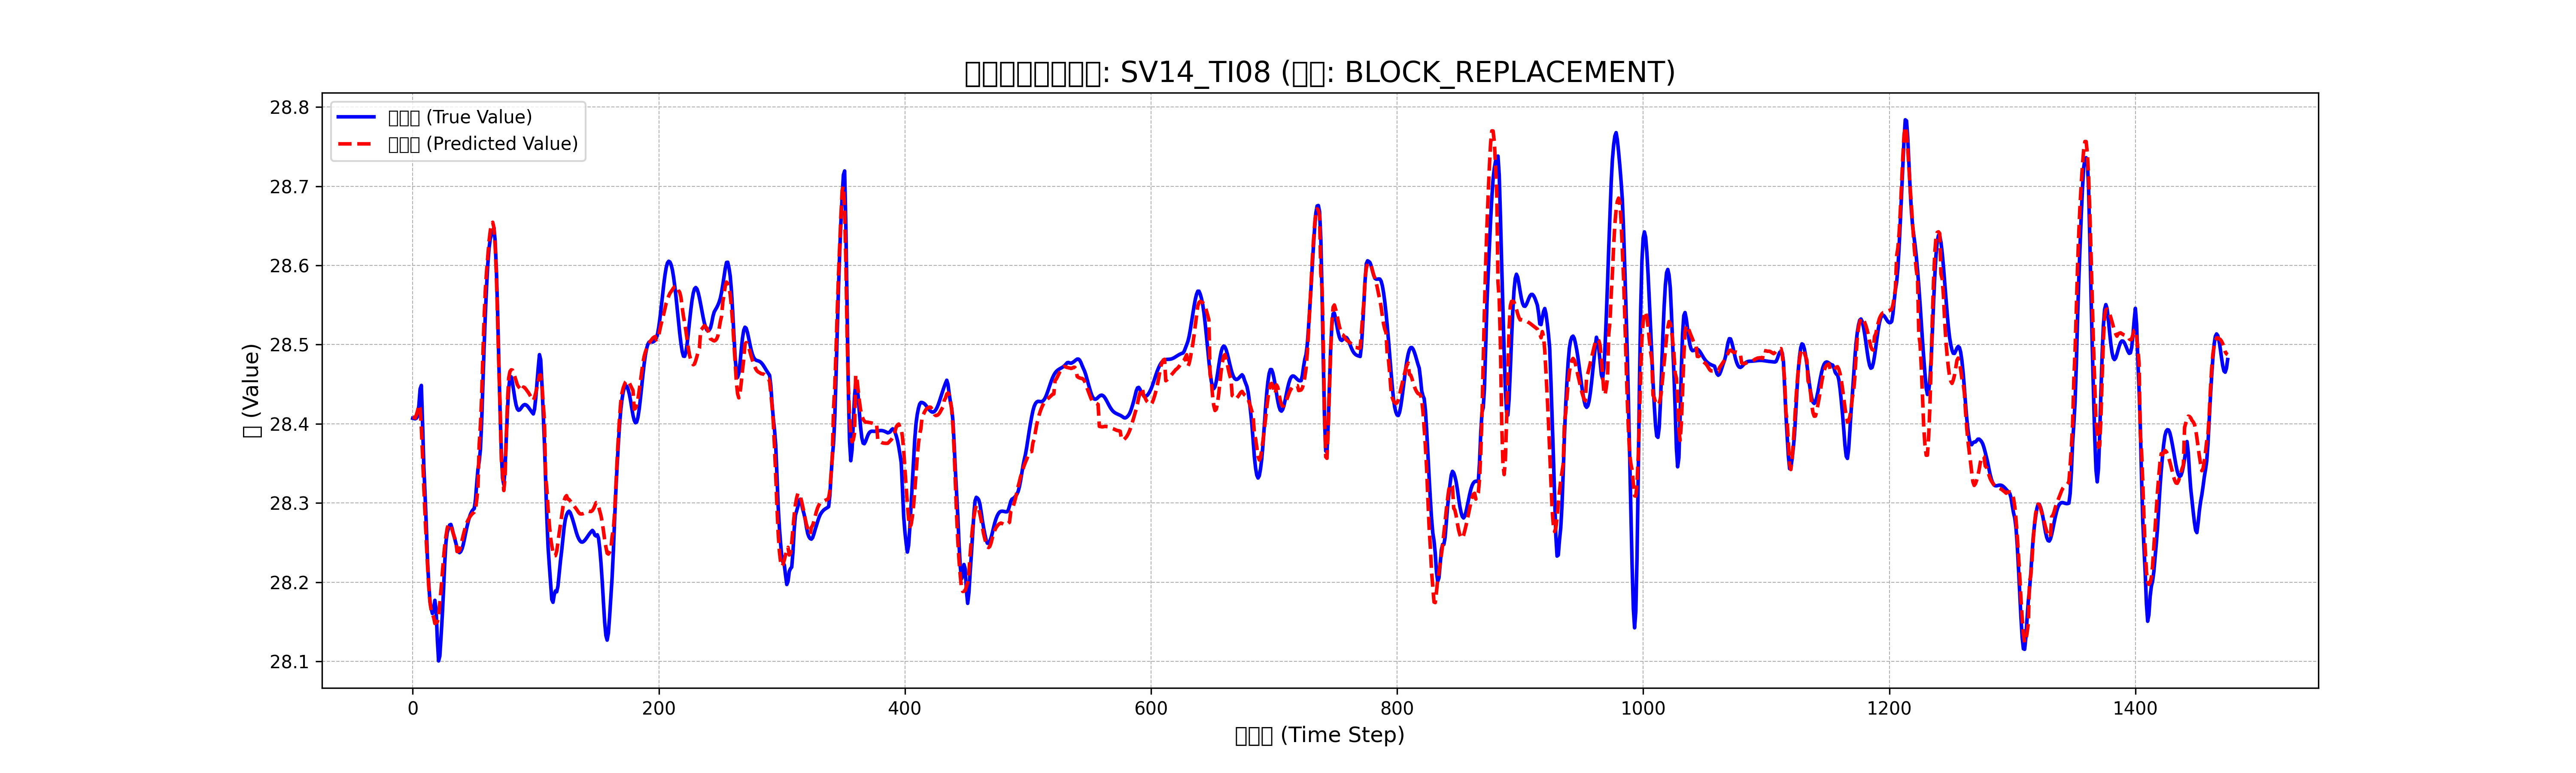 : SV14_TI08 (: BLOCK_REPLACEMENT)
(True Value)
(Predicted Value)
28.8
28.7
28.6
28.5
28.4
28.3
28.2
28.1
(Value)
0 200 400 600 800 1000 1200 1400
(Time Step)